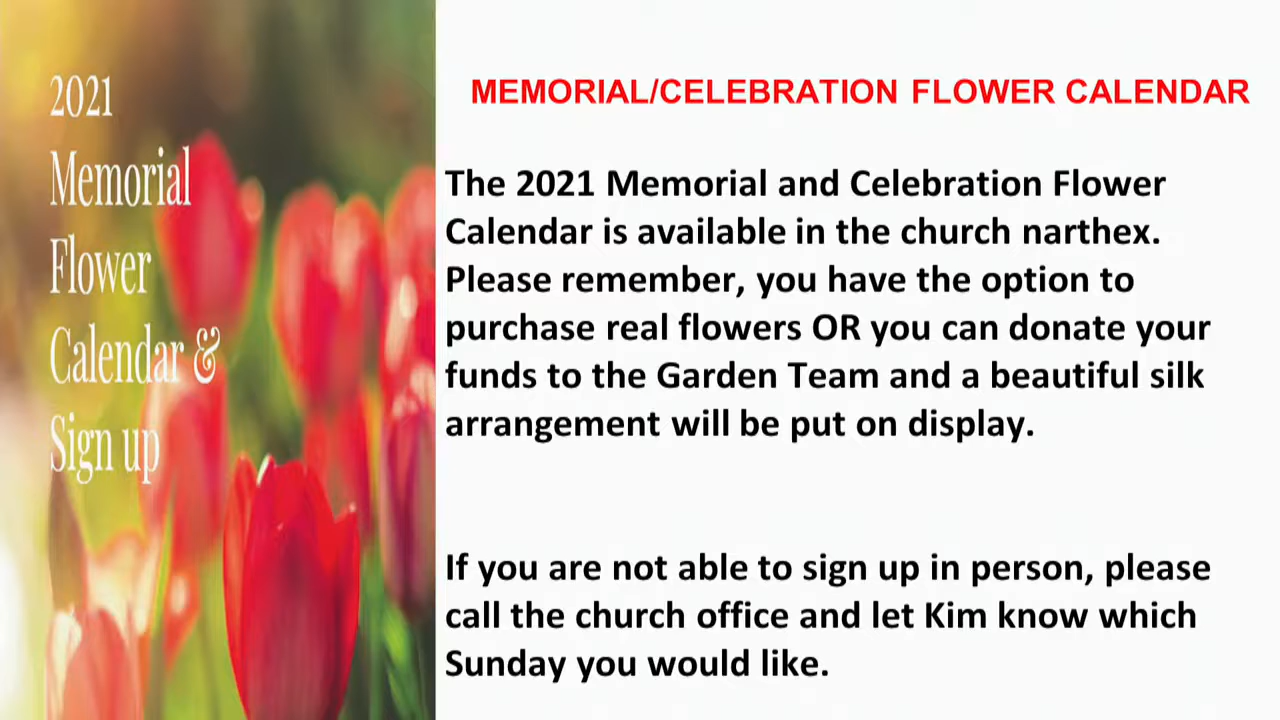 2021
Memorial
Flower
Calendar &
Sign up
MEMORIAL/CELEBRATION FLOWER CALENDAR
The 2021 Memorial and Celebration Flower
Calendar is available in the church narthex.
Please remember, you have the option to
purchase real flowers OR you can donate your
funds to the Garden Team and a beautiful silk
arrangement will be put on display.
If you are not able to sign up in person, please
call the church office and let Kim know which
Sunday you would like.